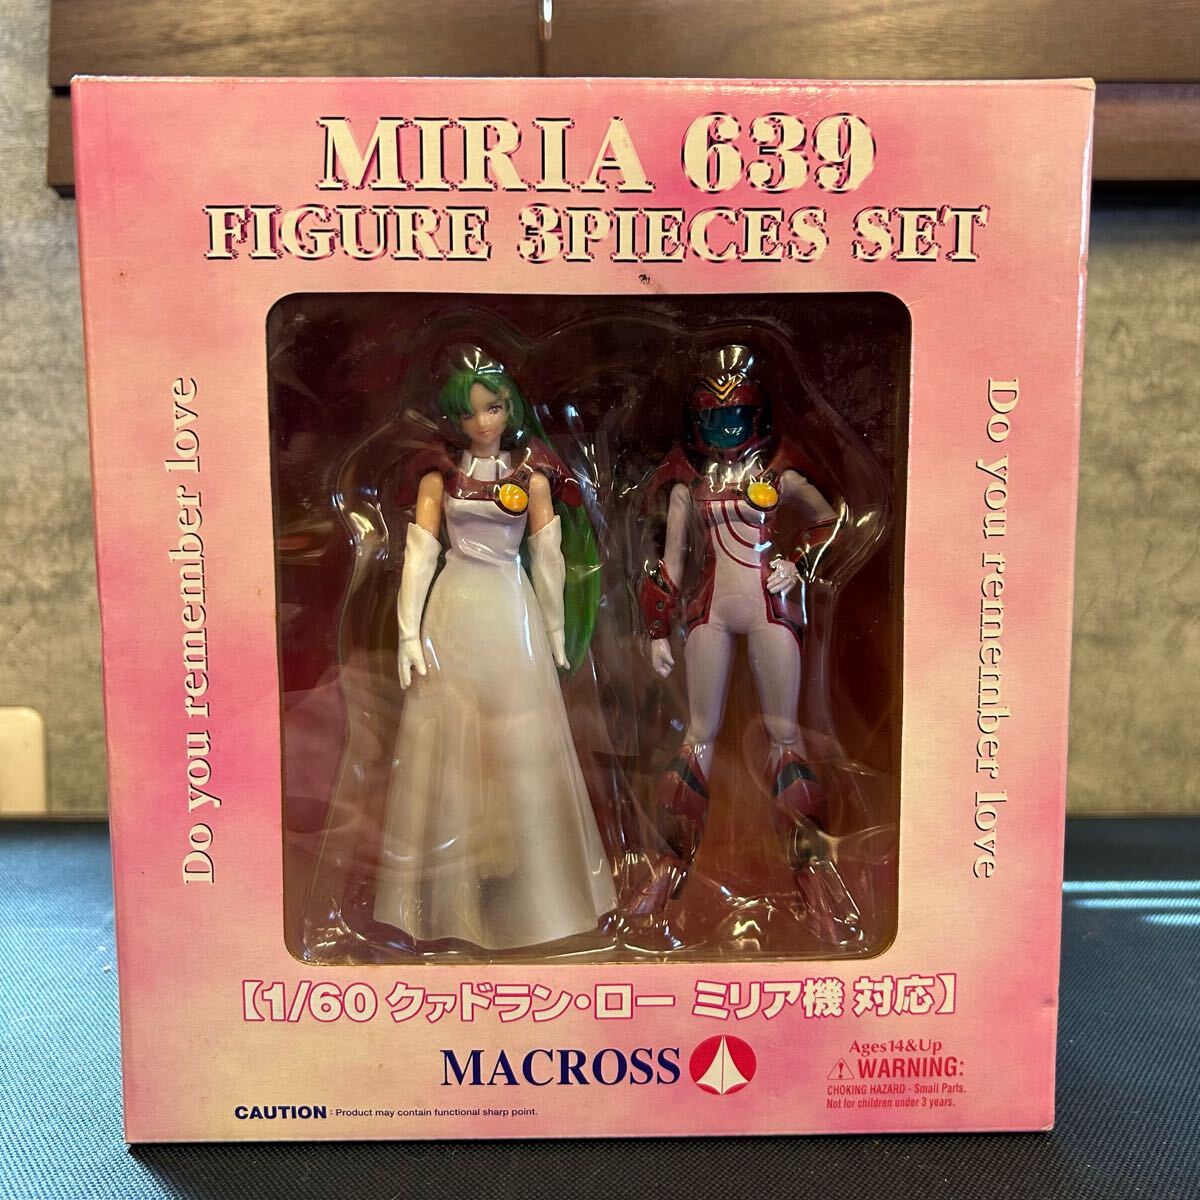 MIRIA 639
FIGURE 3PIECES SET
Do you remember love
Do you remember love
【1/60 クァドラン・ロー ミリア機 対応】
MACROSS
Ages14&Up
WARNING:
CHOKING HAZARD - Small Parts.
Not for children under 3 years.
CAUTION : Product may contain functional sharp point.